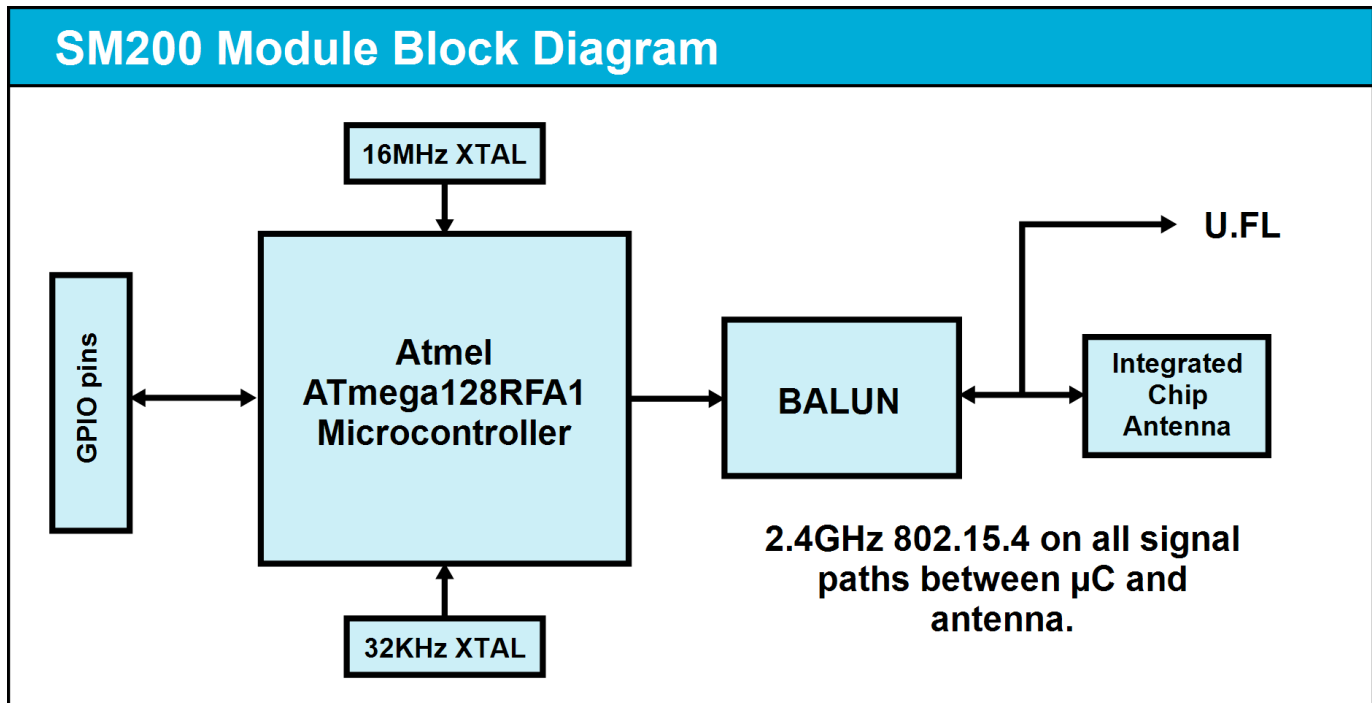 SM200 Module Block Diagram
16MHz XTAL
U.FL
GPIO pins
Atmel
ATmega128RFA1
Microcontroller
BALUN
Integrated
Chip
Antenna
2.4GHz 802.15.4 on all signal
paths between µC and
antenna.
32KHz XTAL